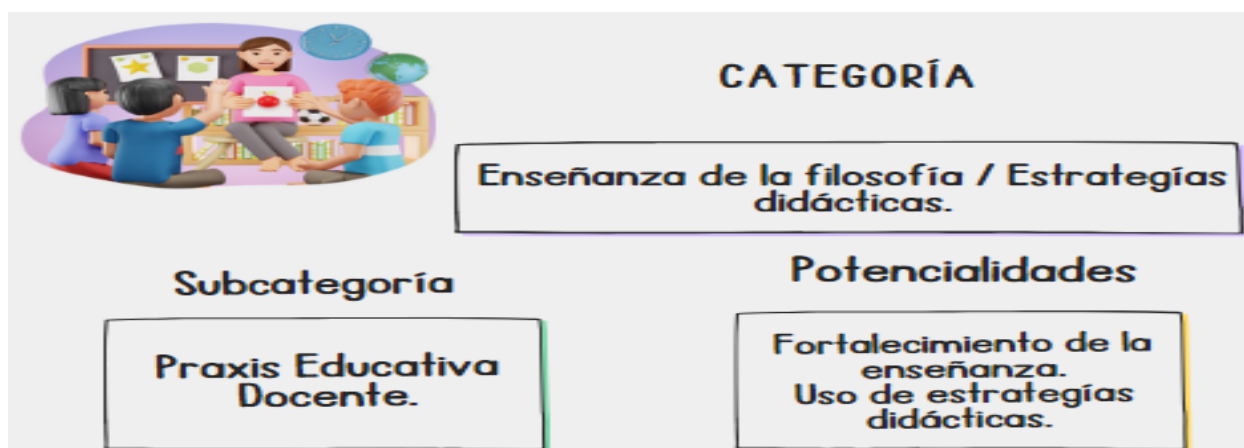 CATEGORÍA
Enseñanza de la filosofía / Estrategías
didácticas.
Subcategoría
Praxis Educativa
Docente.
Potencialidades
Fortalecimiento de la
enseñanza.
Uso de estrategías
didácticas.